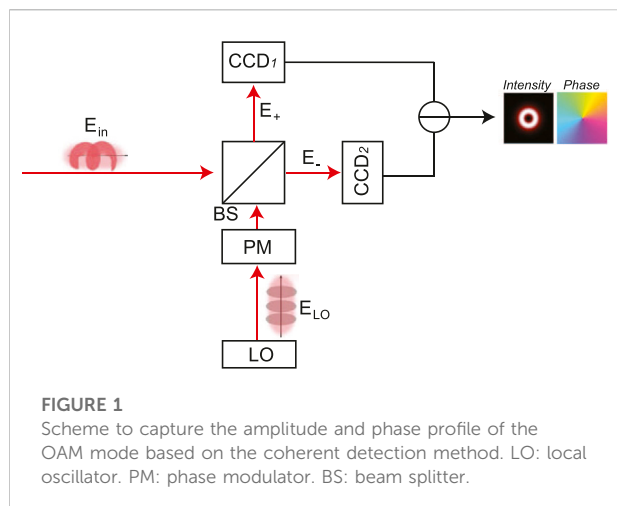 CCD1
Intensity Phase
E+
Ein
E-
CCD2
BS
PM
ELO
LO
FIGURE 1
Scheme to capture the amplitude and phase profile of the
OAM mode based on the coherent detection method. LO: local
oscillator. PM: phase modulator. BS: beam splitter.